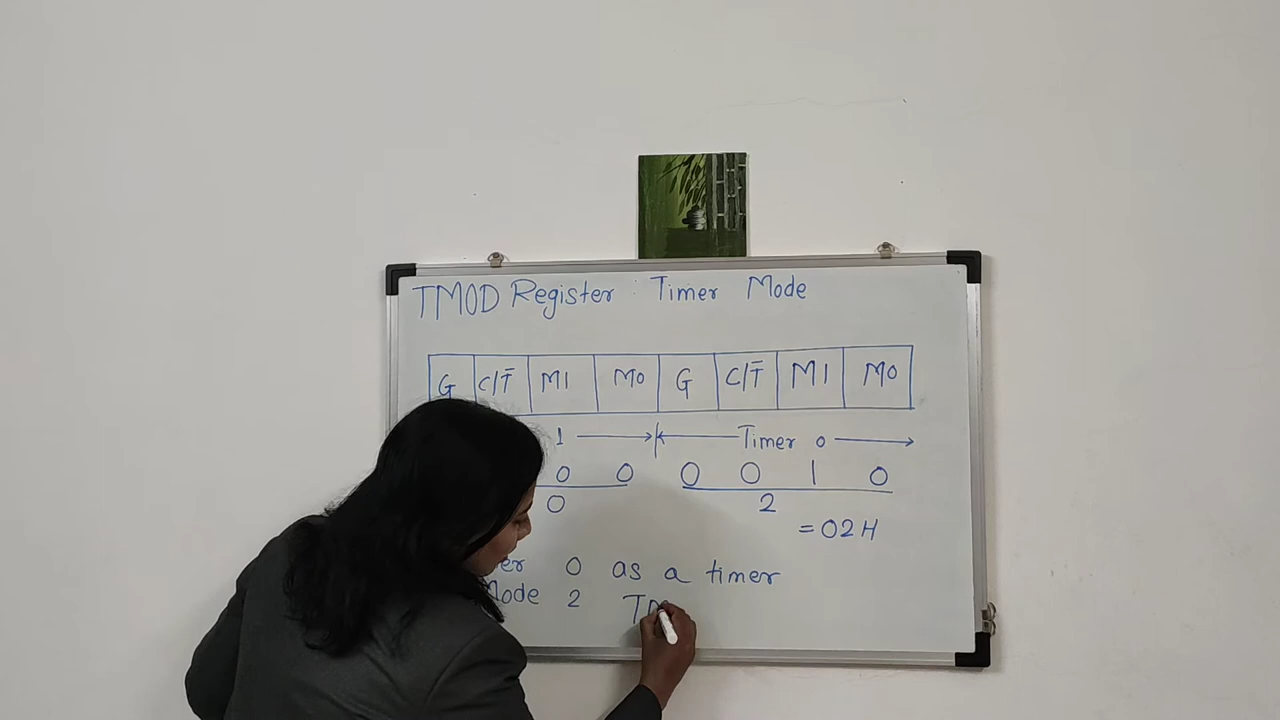 TMOD Register : Timer Mode
G C/T̅ M1 M0 G C/T̅ M1 M0
1 Timer 0
0 0 0 0 1 0
0 2
= 02H
0 as a timer
Mode 2